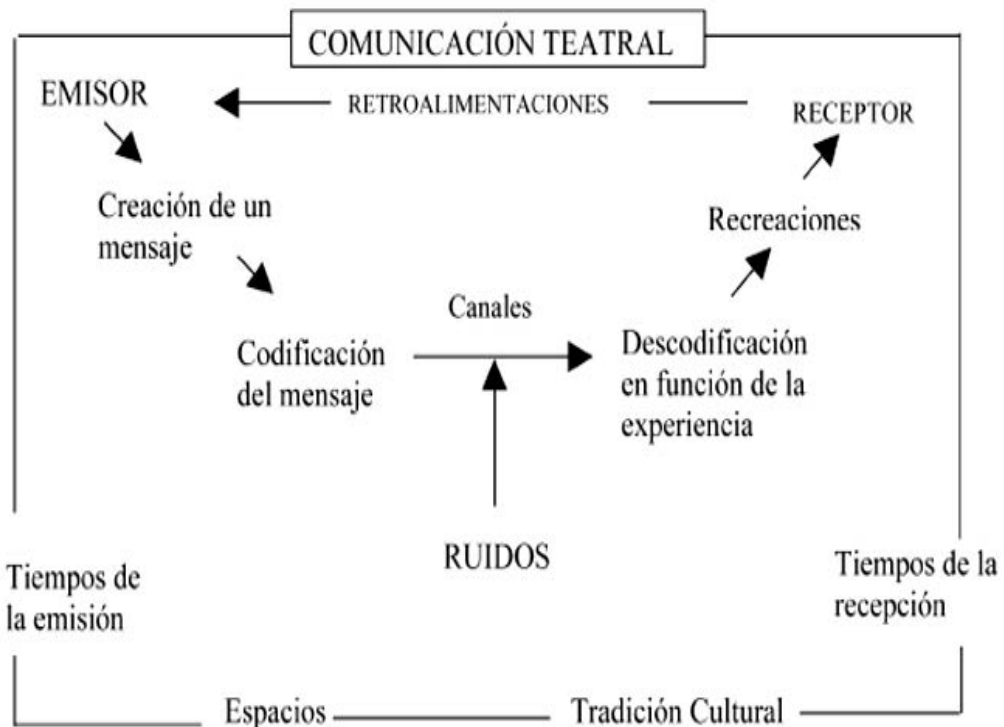 COMUNICACIÓN TEATRAL
EMISOR
RETROALIMENTACIONES
RECEPTOR
Creación de un
mensaje
Recreaciones
Canales
Codificación
del mensaje
Descodificación
en función de la
experiencia
RUIDOS
Tiempos de
la emisión
Tiempos de la
recepción
Espacios
Tradición Cultural